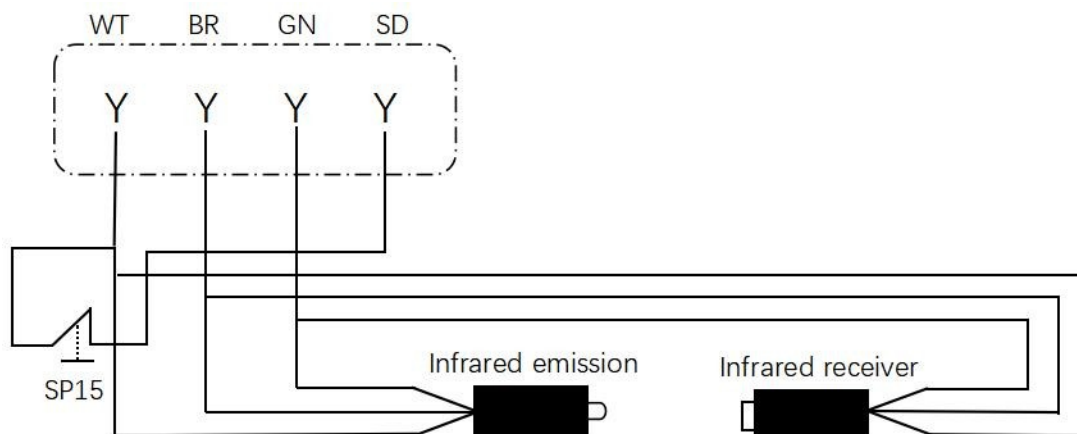 WT BR GN SD
Y Y Y Y
Infrared emission
Infrared receiver
SP15